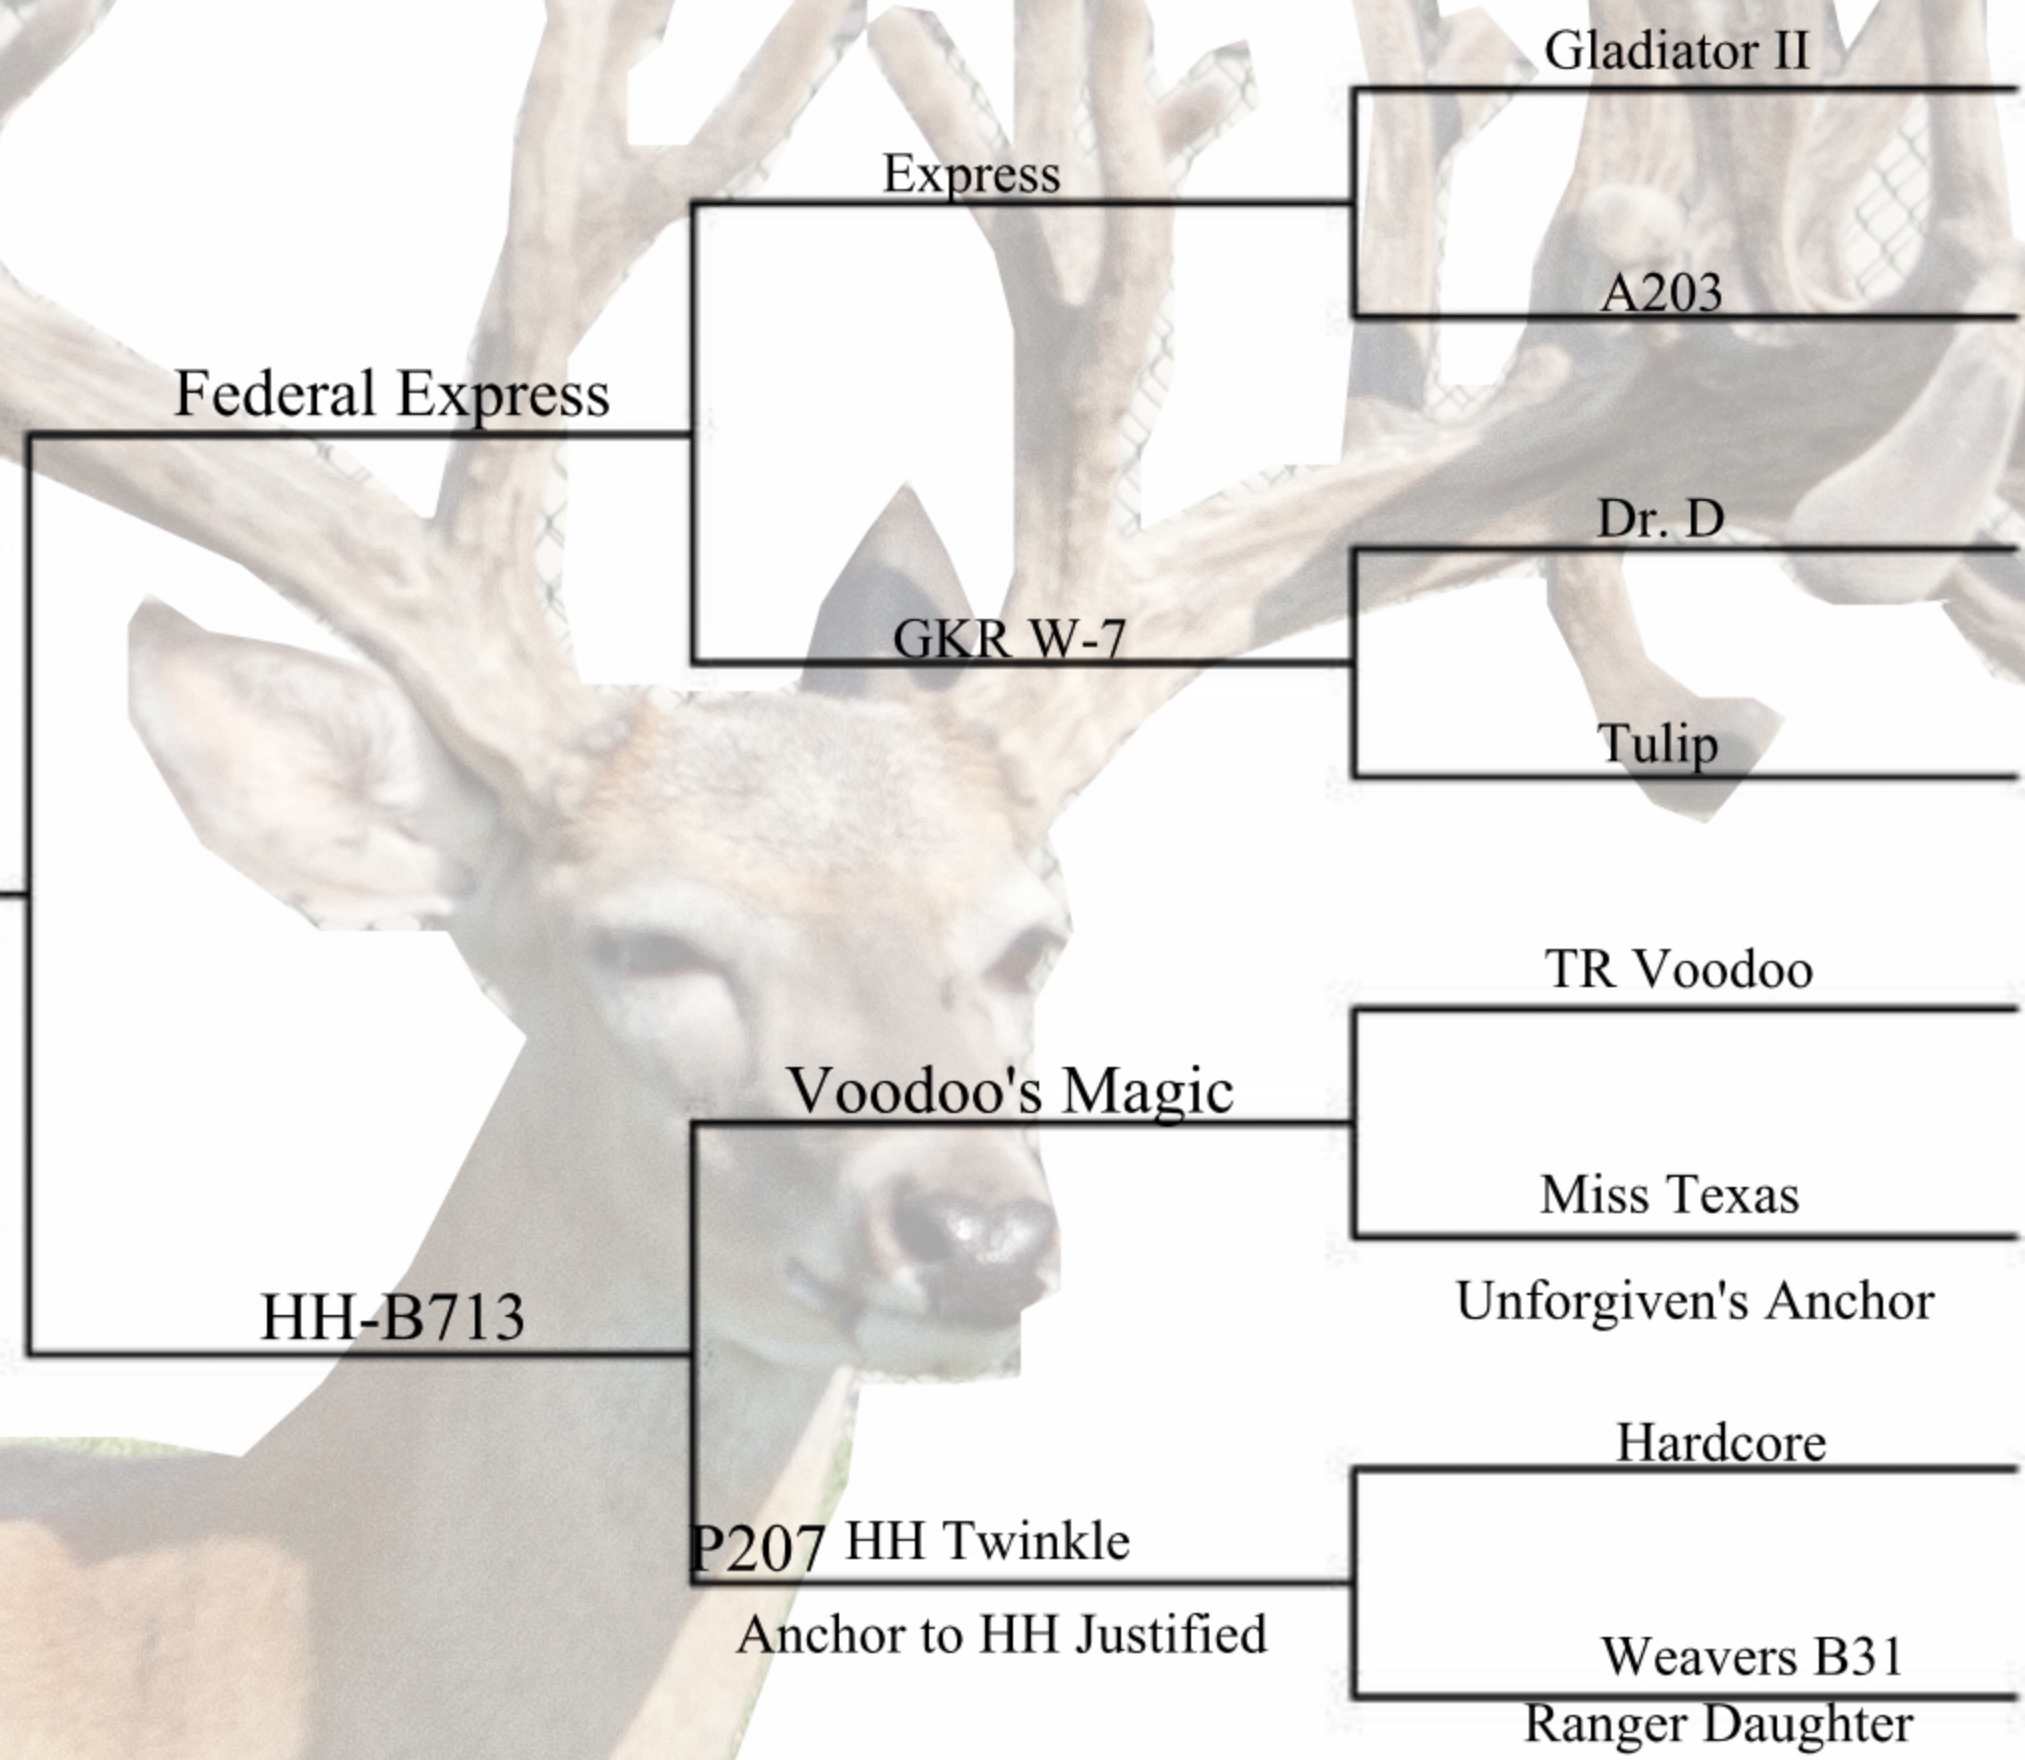 Gladiator II
Express
A203
Federal Express
Dr. D
GKR W-7
Tulip
TR Voodoo
Voodoo's Magic
Miss Texas
Unforgiven's Anchor
HH-B713
Hardcore
P207 HH Twinkle
Anchor to HH Justified
Weavers B31
Ranger Daughter